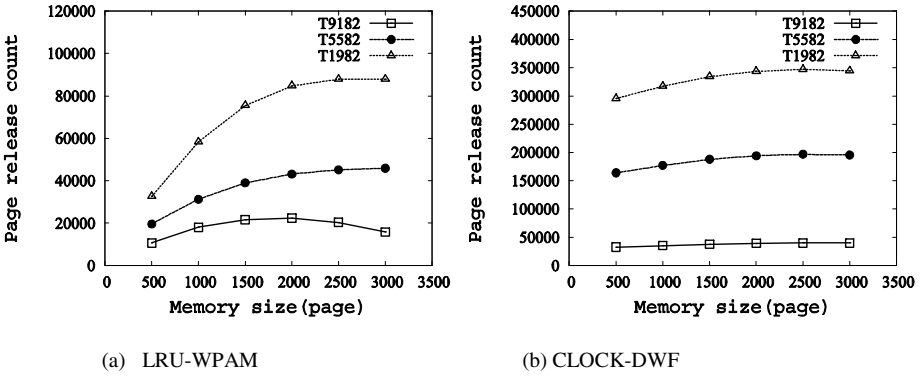 T9182
T5582
T1982
120000
100000
80000
60000
40000
20000
0
Page release count
0 500 1000 1500 2000 2500 3000 3500
Memory size(page)
(a) LRU-WPAM
T9182
T5582
T1982
450000
400000
350000
300000
250000
200000
150000
100000
50000
0
Page release count
0 500 1000 1500 2000 2500 3000 3500
Memory size(page)
(b) CLOCK-DWF